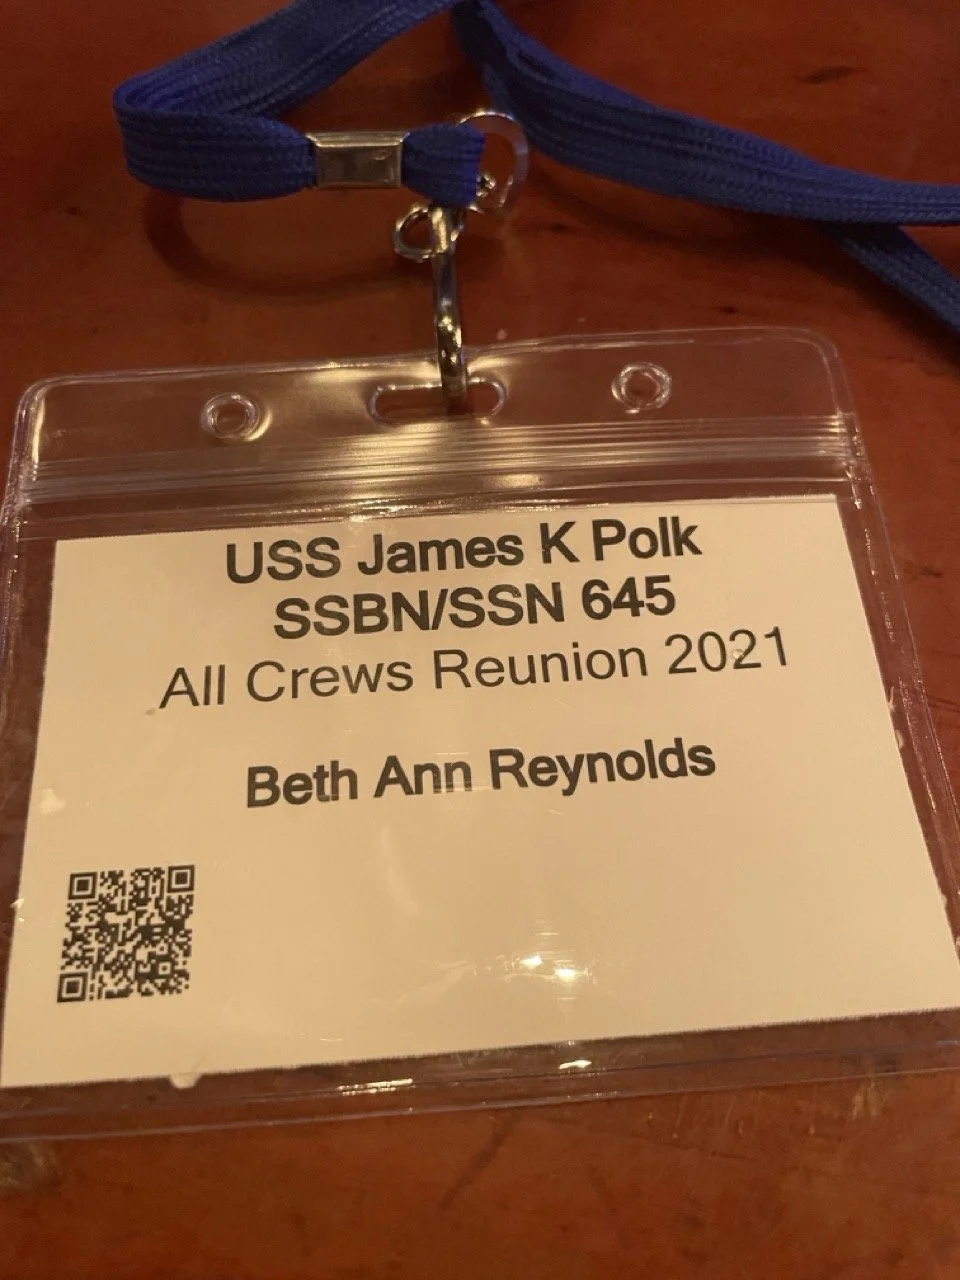 USS James K Polk
SSBN/SSN 645
All Crews Reunion 2021
Beth Ann Reynolds